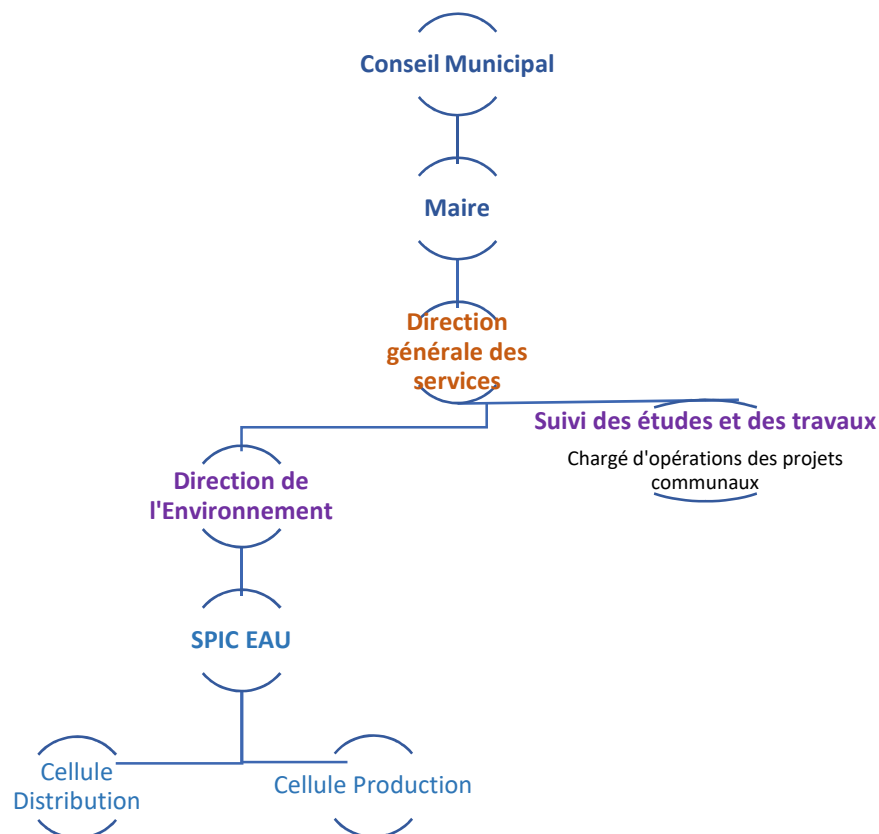 Conseil Municipal
Maire
Direction
générale des
services
Suivi des études et des travaux
Chargé d'opérations des projets
communaux
Direction de
l'Environnement
SPIC EAU
Cellule
Distribution
Cellule Production